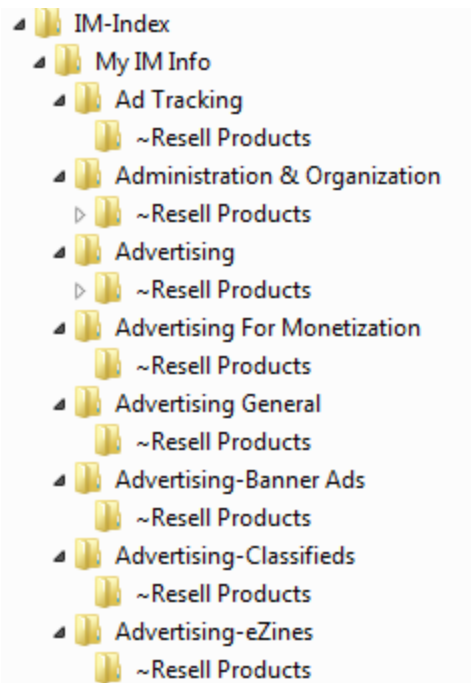 IM-Index
My IM Info
Ad Tracking
~Resell Products
Administration & Organization
~Resell Products
Advertising
~Resell Products
Advertising For Monetization
~Resell Products
Advertising General
~Resell Products
Advertising-Banner Ads
~Resell Products
Advertising-Classifieds
~Resell Products
Advertising-eZines
~Resell Products